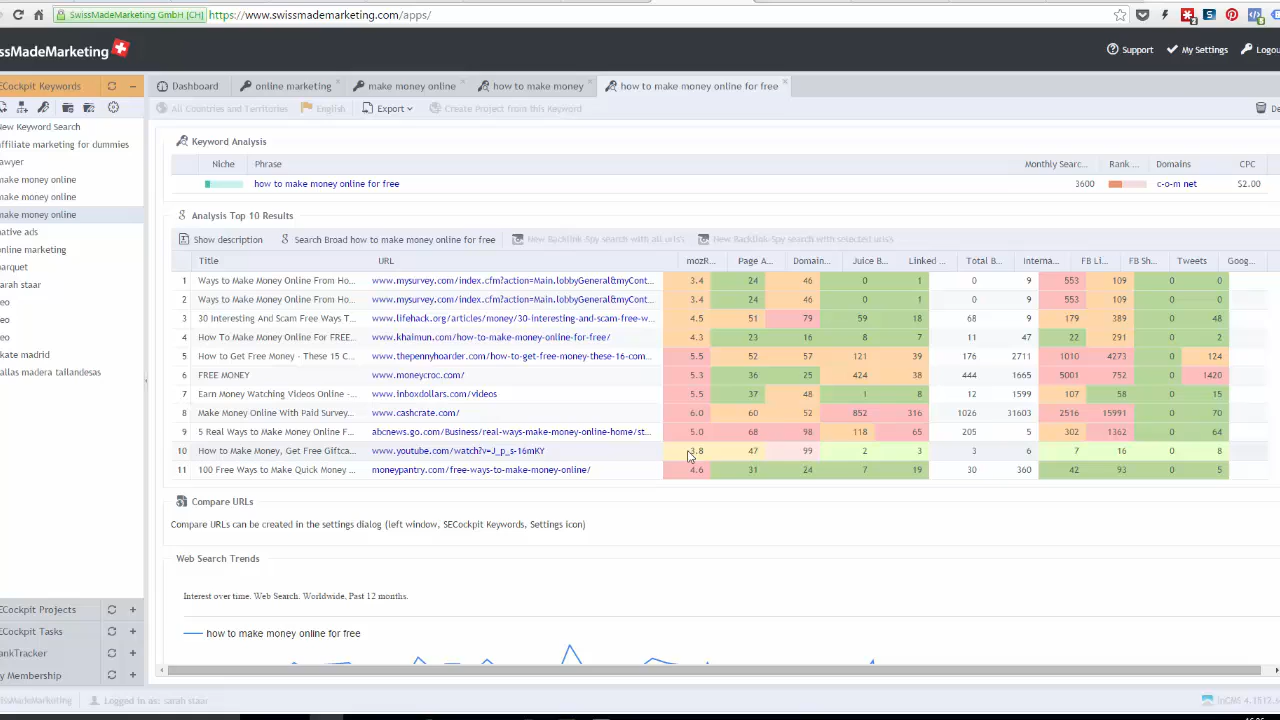 SwissMadeMarketing GmbH [CH] https://www.swissmademarketing.com/apps/
ssMadeMarketing
Support My Settings Logou
ECockpit Keywords
Dashboard online marketing make money online how to make money how to make money online for free
All Countries and Territories English Export Create Project from this Keyword De
New Keyword Search
affiliate marketing for dummies
lawyer
make money online
make money online
make money online
native ads
online marketing
parquet
sarah staar
seo
seo
seo
skate madrid
tallas madera tailandesas
Keyword Analysis
Niche Phrase Monthly Searc... Rank ... Domains CPC
how to make money online for free 3600 c-o-m net $2.00
Analysis Top 10 Results
Show description Search Broad how to make money online for free New Backlink-Spy search with all url's New Backlink-Spy search with selected url's
Title URL mozR... Page A... Domain... Juice B... Linked ... Total B... Interna... FB Li... FB Sh... Tweets Goog...
1 Ways to Make Money Online From Ho... www.mysurvey.com/index.cfm?action=Main.lobbyGeneral&myCont... 3.4 24 46 0 1 0 9 553 109 0 0
2 Ways to Make Money Online From Ho... www.mysurvey.com/index.cfm?action=Main.lobbyGeneral&myCont... 3.4 24 46 0 1 0 9 553 109 0 0
3 30 Interesting And Scam Free Ways T... www.lifehack.org/articles/money/30-interesting-and-scam-free-w... 4.5 51 79 59 18 68 9 179 389 0 48
4 How To Make Money Online For FREE... www.khaimun.com/how-to-make-money-online-for-free/ 4.3 23 16 8 7 11 47 22 291 0 2
5 How to Get Free Money - These 15 C... www.thepennyhoarder.com/how-to-get-free-money-these-16-com... 5.5 52 57 121 39 176 2711 1010 4273 0 124
6 FREE MONEY www.moneycroc.com/ 5.3 36 25 424 38 444 1665 5001 752 0 1420
7 Earn Money Watching Videos Online -... www.inboxdollars.com/videos 5.5 37 48 1 8 12 1599 107 58 0 15
8 Make Money Online With Paid Survey... www.cashcrate.com/ 6.0 60 52 852 316 1026 31603 2516 15991 0 70
9 5 Real Ways to Make Money Online F... abcnews.go.com/Business/real-ways-make-money-online-home/st... 5.0 68 98 118 65 205 5 302 1362 0 64
10 How to Make Money, Get Free Giftca... www.youtube.com/watch?v=J_p_s-16mKY 3.8 47 99 2 3 3 6 7 16 0 8
11 100 Free Ways to Make Quick Money ... moneypantry.com/free-ways-to-make-money-online/ 4.6 31 24 7 19 30 360 42 93 0 5
Compare URLs
Compare URLs can be created in the settings dialog (left window, SECockpit Keywords, Settings icon)
Web Search Trends
Interest over time. Web Search. Worldwide, Past 12 months.
how to make money online for free
ECockpit Projects
ECockpit Tasks
ankTracker
y Membership
issMadeMarketing Logged in as: sarah staar
inCMS 4.1512.